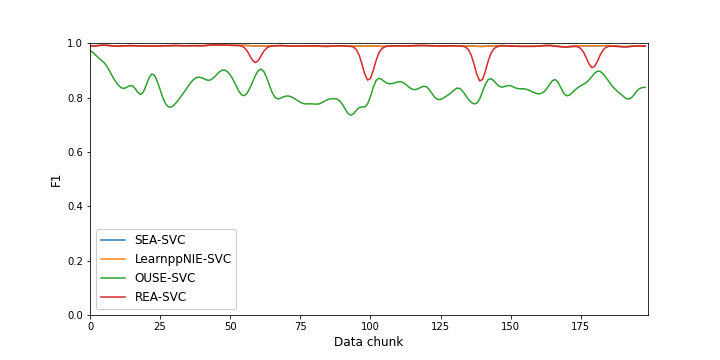 1.0
0.8
0.6
0.4
0.2
0.0
F1
SEA-SVC
LearnppNIE-SVC
OUSE-SVC
REA-SVC
0 25 50 75 100 125 150 175
Data chunk